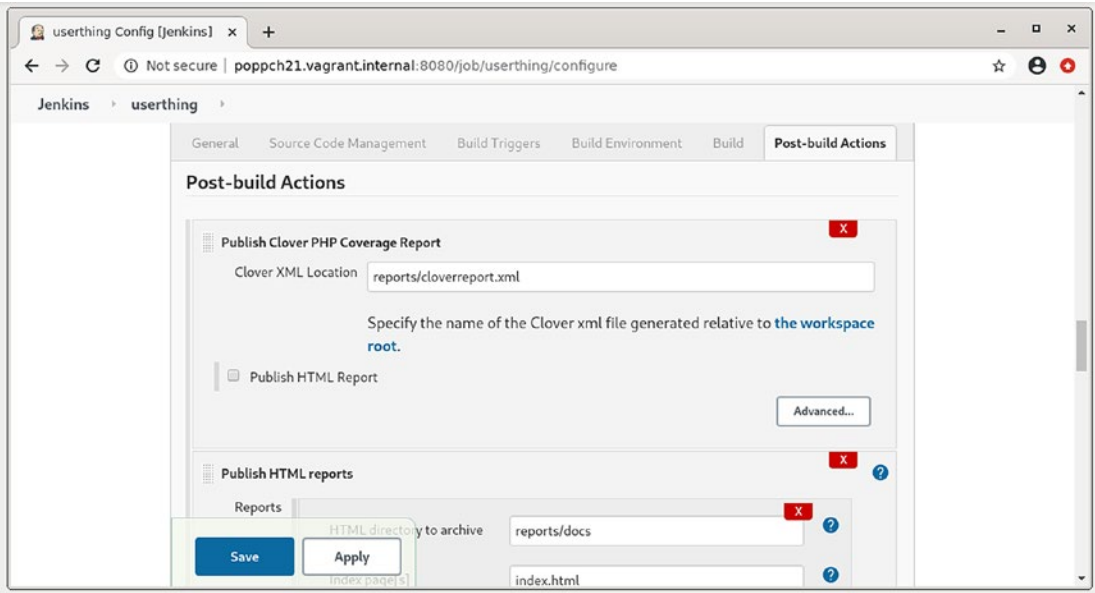 userthing Config [Jenkins] x +
Not secure | poppch21.vagrant.internal:8080/job/userthing/configure
Jenkins userthing
General Source Code Management Build Triggers Build Environment Build Post-build Actions
Post-build Actions
X
Publish Clover PHP Coverage Report
Clover XML Location reports/cloverreport.xml
Specify the name of the Clover xml file generated relative to the workspace
root.
Publish HTML Report
Advanced...
X
Publish HTML reports ?
Reports X
HTML directory to archive reports/docs ?
Save Apply
Index page[s] index.html ?